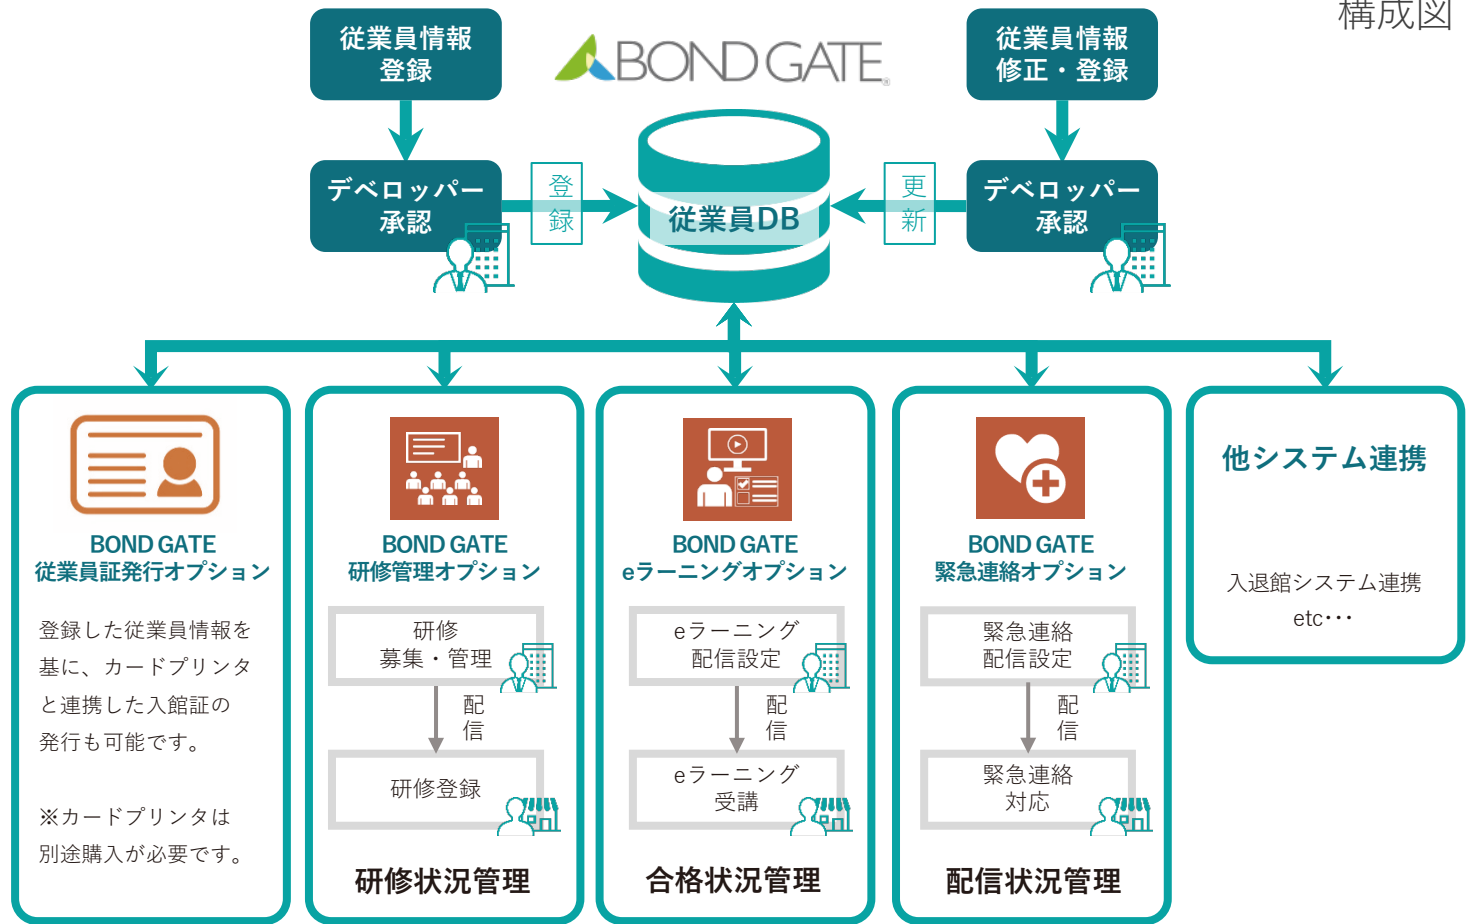 構成図
従業員情報
登録
BOND GATE
®
従業員情報
修正・登録
デベロッパー
承認
登
録
従業員DB
更
新
デベロッパー
承認
BOND GATE
従業員証発行オプション
登録した従業員情報を
基に、カードプリンタ
と連携した入館証の
発行も可能です。
※カードプリンタは
別途購入が必要です。
BOND GATE
研修管理オプション
研修
募集・管理
配
信
研修登録
研修状況管理
BOND GATE
eラーニングオプション
eラーニング
配信設定
配
信
eラーニング
受講
合格状況管理
BOND GATE
緊急連絡オプション
緊急連絡
配信設定
配
信
緊急連絡
対応
配信状況管理
他システム連携
入退館システム連携
etc･･･